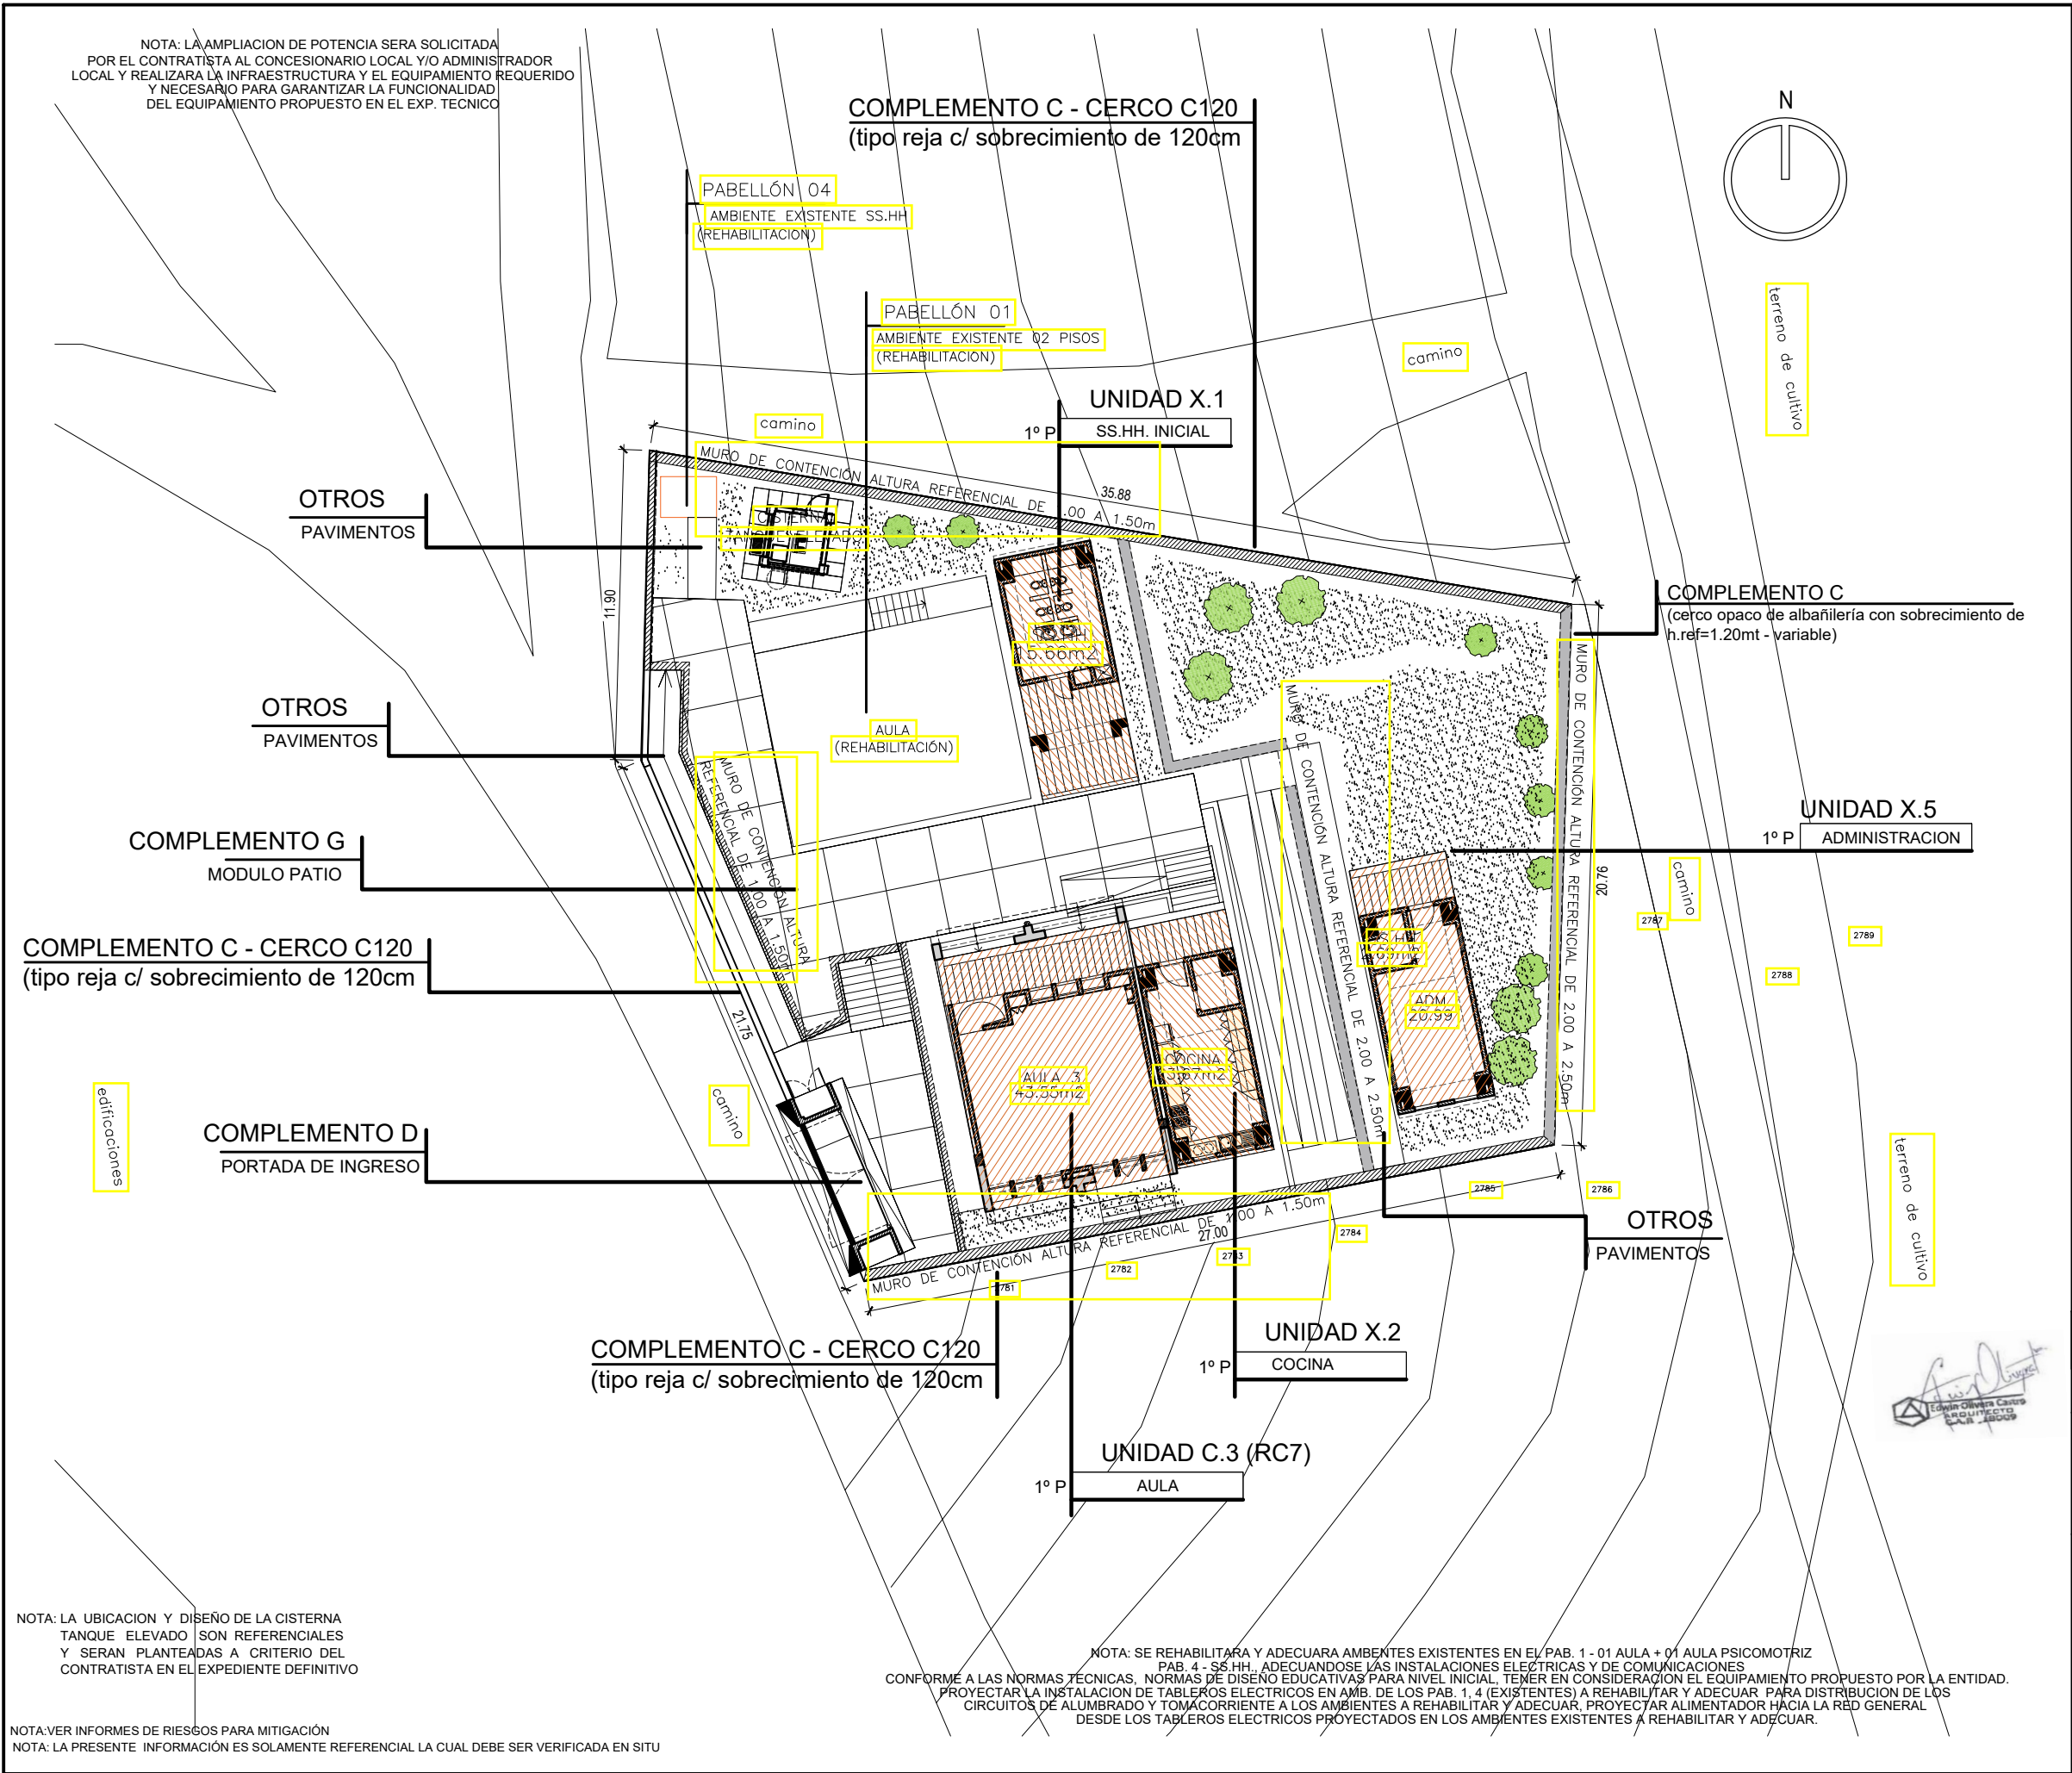 NOTA: LA AMPLIACION DE POTENCIA SERA SOLICITADA
POR EL CONTRATISTA AL CONCESIONARIO LOCAL Y/O ADMINISTRADOR
LOCAL Y REALIZARA LA INFRAESTRUCTURA Y EL EQUIPAMIENTO REQUERIDO
Y NECESARIO PARA GARANTIZAR LA FUNCIONALIDAD
DEL EQUIPAMIENTO PROPUESTO EN EL EXP. TECNICO
COMPLEMENTO C - CERCO C120
(tipo reja c/ sobrecimiento de 120cm
N
PABELLÓN 04
AMBIENTE EXISTENTE SS.HH
(REHABILITACIÓN)
PABELLÓN 01
AMBIENTE EXISTENTE 02 PISOS
(REHABILITACIÓN)
terreno de cultivo
camino
UNIDAD X.1
1º P
SS.HH. INICIAL
camino
MURO DE CONTENCIÓN ALTURA REFERENCIAL DE .00 A 1.50m
35.88
OTROS
PAVIMENTOS
CISTERNA
11.90
COMPLEMENTO C
(cerco opaco de albañilería con sobrecimiento de
h.ref=1.20mt - variable)
15.66m2
MURO DE CONTENCIÓN ALTURA REFERENCIAL DE 2.00 A 2.50m
MURO DE CONTENCIÓN ALTURA REFERENCIAL DE 2.00 A 2.50m
20.76
OTROS
PAVIMENTOS
AULA
(REHABILITACIÓN)
MURO DE CONTENCIÓN ALTURA
REFERENCIAL DE 1.00 A 1.50m
UNIDAD X.5
1º P
ADMINISTRACION
COMPLEMENTO G
MODULO PATIO
camino
2787
2789
2788
COMPLEMENTO C - CERCO C120
(tipo reja c/ sobrecimiento de 120cm
21.75
ADM.
20.99
COCINA
AULA 3
43.55m2
edificaciones
camino
COMPLEMENTO D
PORTADA DE INGRESO
terreno de cultivo
2785
2786
MURO DE CONTENCIÓN ALTURA REFERENCIAL DE 1.00 A 1.50m
27.00
2784
2783
2782
2781
OTROS
PAVIMENTOS
COMPLEMENTO C - CERCO C120
(tipo reja c/ sobrecimiento de 120cm
UNIDAD X.2
1º P
COCINA
Edwin Olivera Castro
ARQUITECTO
UNIDAD C.3 (RC7)
1º P
AULA
NOTA: LA UBICACION Y DISEÑO DE LA CISTERNA
TANQUE ELEVADO SON REFERENCIALES
Y SERAN PLANTEADAS A CRITERIO DEL
CONTRATISTA EN EL EXPEDIENTE DEFINITIVO
NOTA: SE REHABILITARA Y ADECUARA AMBENTES EXISTENTES EN EL PAB. 1 - 01 AULA + 01 AULA PSICOMOTRIZ
PAB. 4 - SS.HH., ADECUANDOSE LAS INSTALACIONES ELECTRICAS Y DE COMUNICACIONES
CONFORME A LAS NORMAS TECNICAS, NORMAS DE DISEÑO EDUCATIVAS PARA NIVEL INICIAL, TENER EN CONSIDERACION EL EQUIPAMIENTO PROPUESTO POR LA ENTIDAD.
PROYECTAR LA INSTALACION DE TABLEROS ELECTRICOS EN AMB. DE LOS PAB. 1, 4 (EXISTENTES) A REHABILITAR Y ADECUAR PARA DISTRIBUCION DE LOS
CIRCUITOS DE ALUMBRADO Y TOMACORRIENTE A LOS AMBIENTES A REHABILITAR Y ADECUAR, PROYECTAR ALIMENTADOR HACIA LA RED GENERAL
DESDE LOS TABLEROS ELECTRICOS PROYECTADOS EN LOS AMBIENTES EXISTENTES A REHABILITAR Y ADECUAR.
NOTA:VER INFORMES DE RIESGOS PARA MITIGACIÓN
NOTA: LA PRESENTE INFORMACIÓN ES SOLAMENTE REFERENCIAL LA CUAL DEBE SER VERIFICADA EN SITU